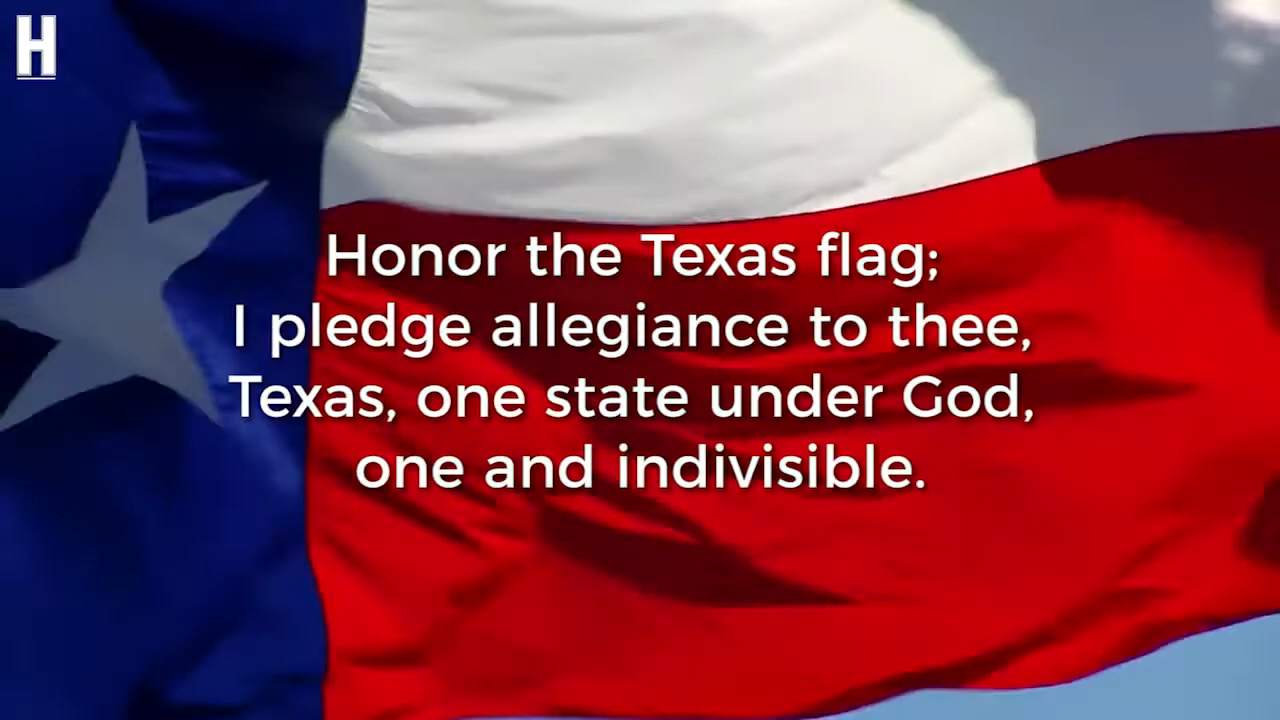 H
Honor the Texas flag;
I pledge allegiance to thee,
Texas, one state under God,
one and indivisible.